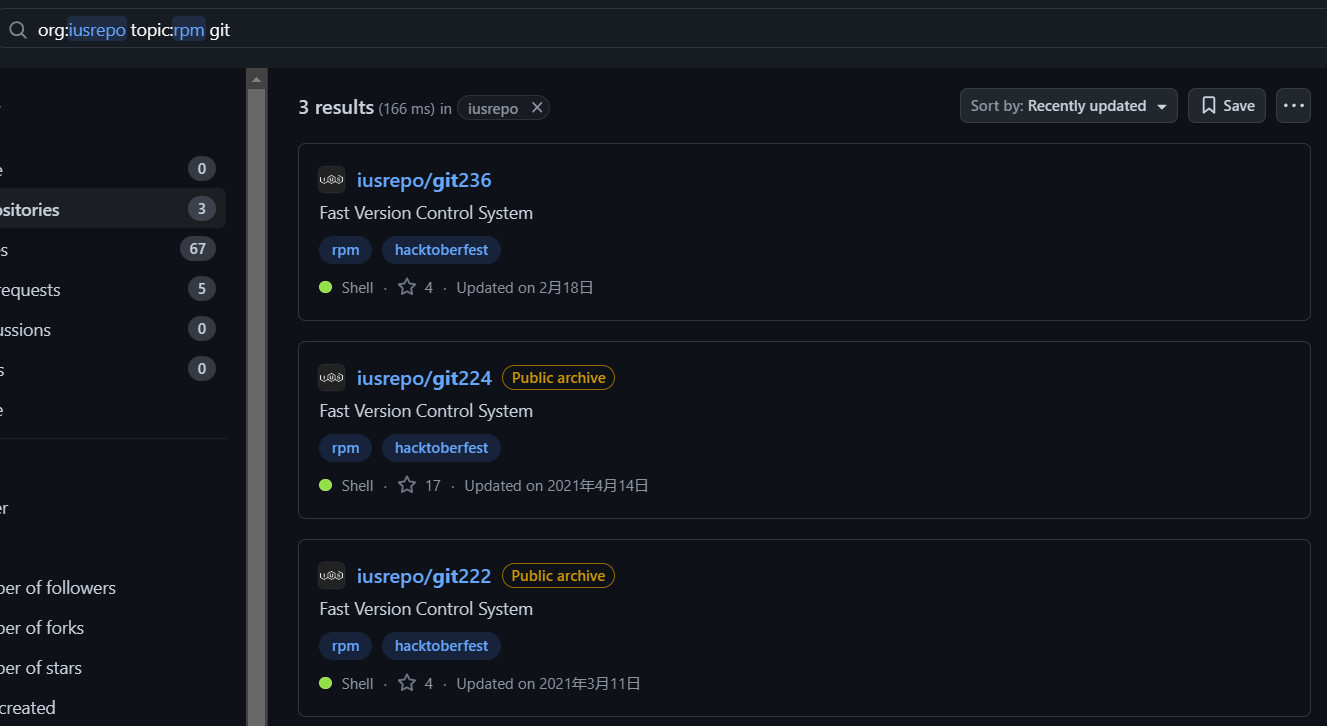 org:iusrepo topic:rpm git
3 results (166 ms) in iusrepo
Sort by: Recently updated
Save
e 0
ositories 3
s 67
requests 5
ussions 0
s 0
e
er
ber of followers
ber of forks
ber of stars
created
iusrepo/git236
Fast Version Control System
rpm hacktoberfest
Shell · 4 · Updated on 2月18日
iusrepo/git224 Public archive
Fast Version Control System
rpm hacktoberfest
Shell · 17 · Updated on 2021年4月14日
iusrepo/git222 Public archive
Fast Version Control System
rpm hacktoberfest
Shell · 4 · Updated on 2021年3月11日